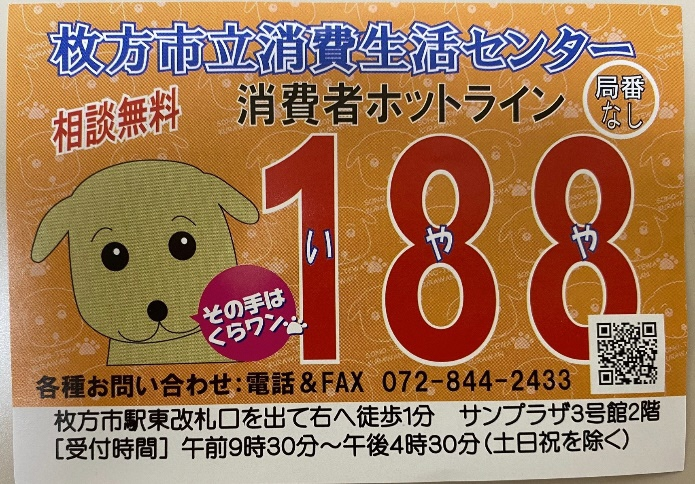 枚方市立消費生活センター
相談無料
消費者ホットライン
局番
なし
188
いやや
その手は
くらワン
各種お問い合わせ:電話&FAX 072-844-2433
枚方市駅東改札口を出て右へ徒歩1分 サンプラザ3号館2階
[受付時間] 午前9時30分~午後4時30分(土日祝を除く)